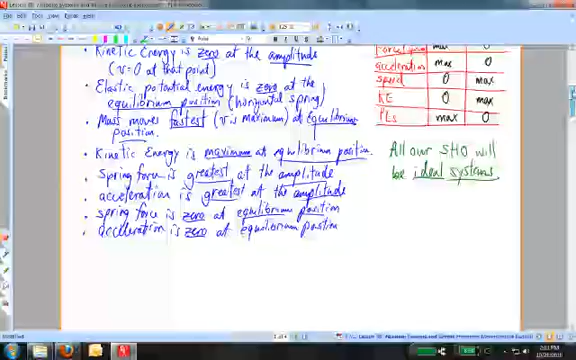 • Kinetic Energy is zero at the amplitude
(v=0 at that point)
• Elastic potential energy is zero at the
equilibrium position (horizontal spring)
• Mass moves fastest (v is maximum) at equilibrium
position.
• Kinetic Energy is maximum at equilibrium position.
• Spring force is greatest at the amplitude
• acceleration is greatest at the amplitude
• spring force is zero at equilibrium position
• acceleration is zero at equilibrium position
max 0
acceleration max 0
speed 0 max
KE 0 max
max 0
All our SHO will
be ideal systems